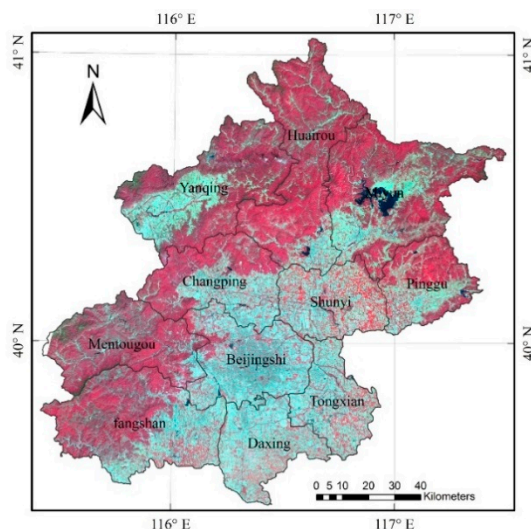 116° E
117° E
41° N
41° N
N
Huairou
Yanqing
Changping
Shunyi
Pinggu
40° N
40° N
Mentougou
Beijingshi
Tongxian
fangshan
Daxing
0 5 10 20 30 40
Kilometers
116° E
117° E